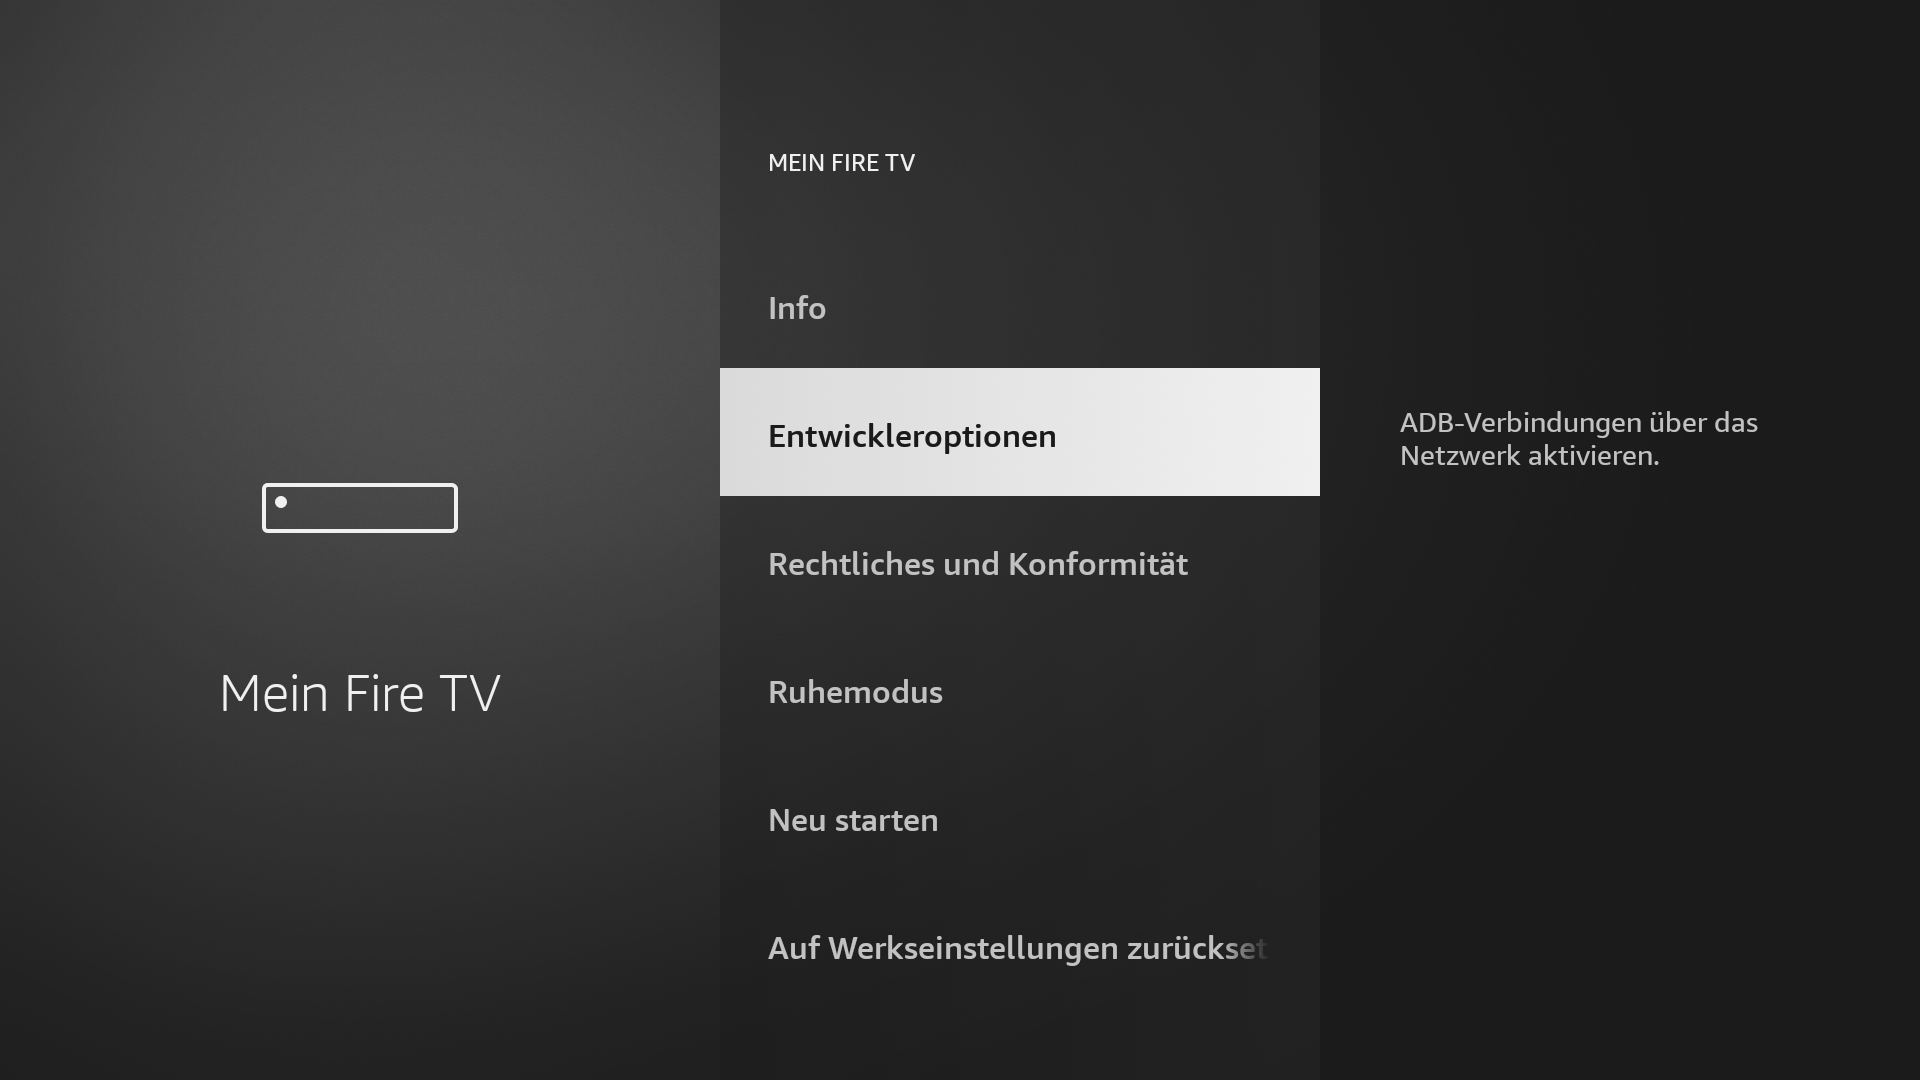 MEIN FIRE TV
Info
Entwickleroptionen
ADB-Verbindungen über das
Netzwerk aktivieren.
Rechtliches und Konformität
Ruhemodus
Mein Fire TV
Neu starten
Auf Werkseinstellungen zurückset